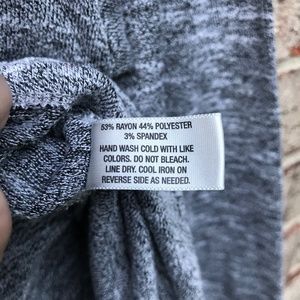 53% RAYON 44% POLYESTER
3% SPANDEX
HAND WASH COLD WITH LIKE
COLORS. DO NOT BLEACH.
LINE DRY. COOL IRON ON
REVERSE SIDE AS NEEDED.